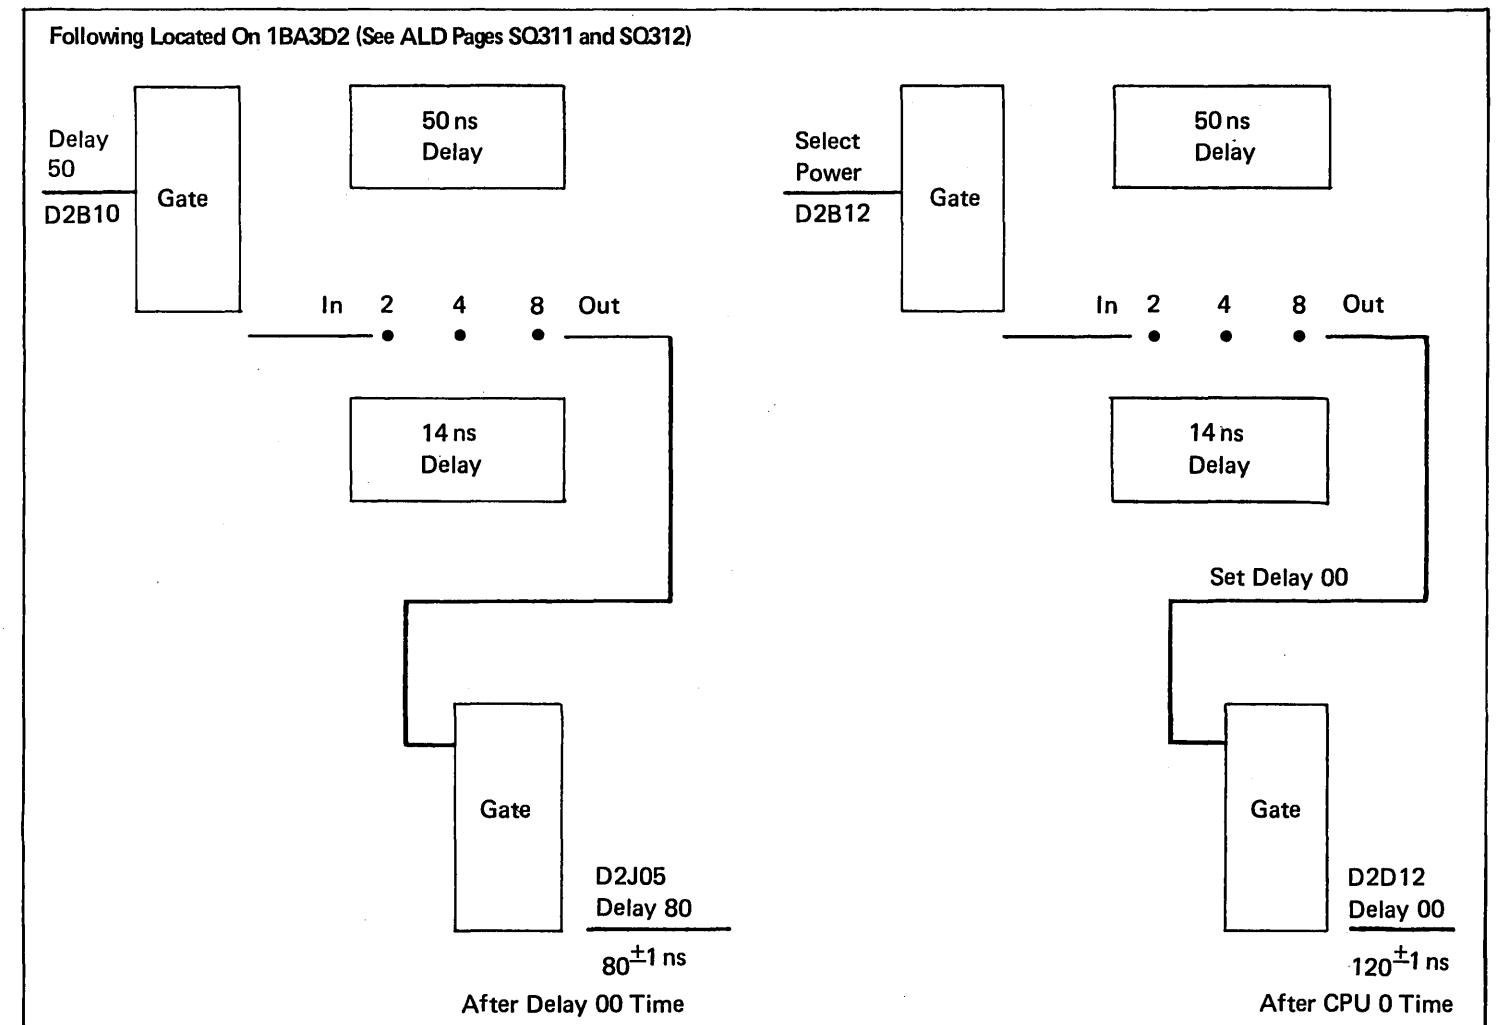 Following Located On 1BA3D2 (See ALD Pages SQ311 and SQ312)
Delay
50
D2B10
Gate
50 ns
Delay
In 2 4 8 Out
14 ns
Delay
Gate
D2J05
Delay 80
80±1 ns
After Delay 00 Time
Select
Power
D2B12
Gate
50 ns
Delay
In 2 4 8 Out
14 ns
Delay
Set Delay 00
Gate
D2D12
Delay 00
120±1 ns
After CPU 0 Time